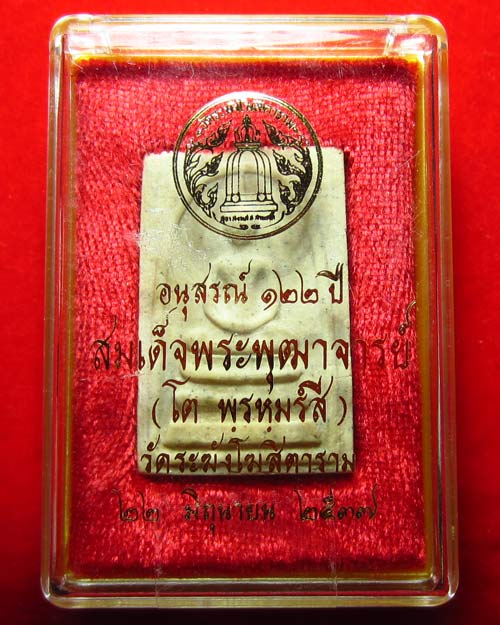 อนุสรณ์ ๑๒๒ ปี
สมเด็จพระพุฒาจารย์
(โต พฺรหฺมรํสี)
วัดระฆังโฆสิตาราม
๒๒ มิถุนายน ๒๕๓๗